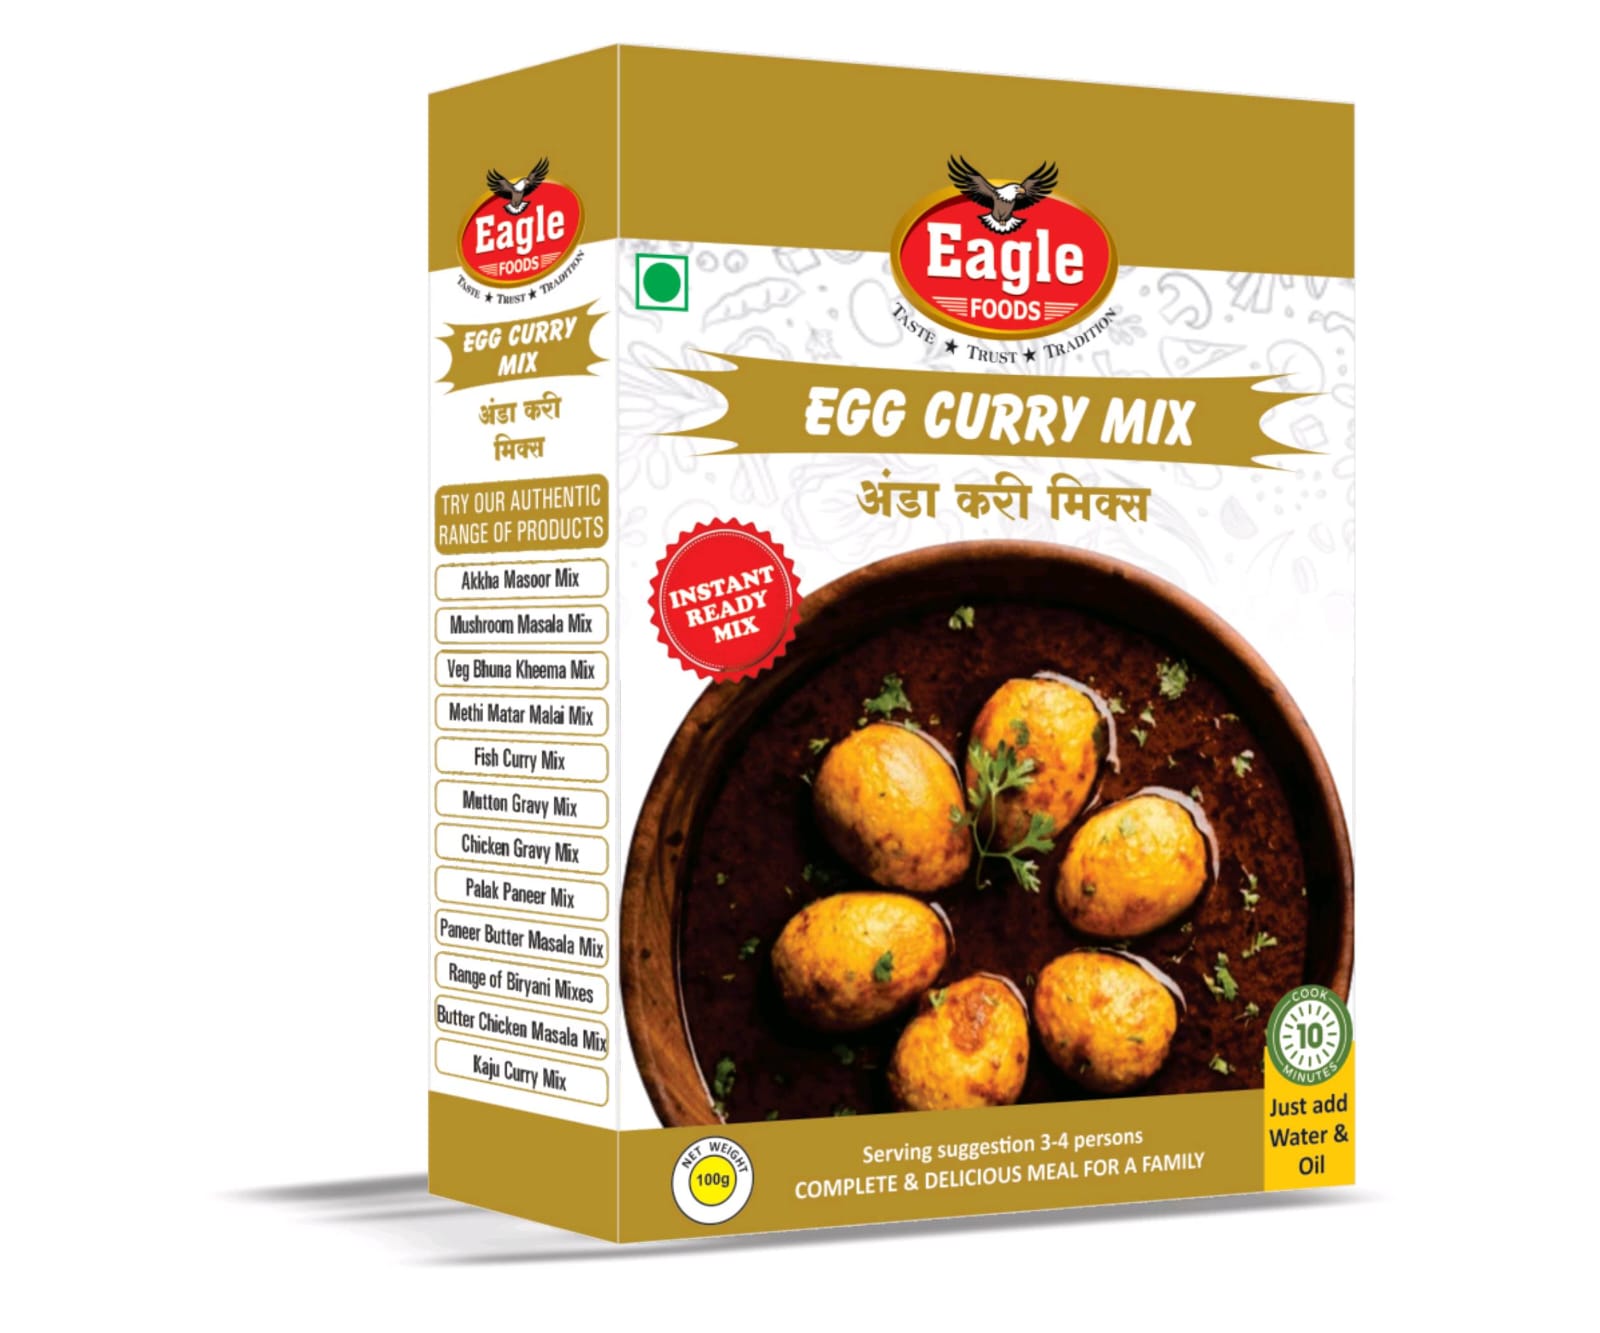 Eagle
FOODS
TASTE ★ TRUST ★ TRADITION
EGG CURRY
MIX
अंडा करी
मिक्स
TRY OUR AUTHENTIC
RANGE OF PRODUCTS
Akkha Masoor Mix
Mushroom Masala Mix
Veg Bhuna Kheema Mix
Methi Matar Malai Mix
Fish Curry Mix
Mutton Gravy Mix
Chicken Gravy Mix
Palak Paneer Mix
Paneer Butter Masala Mix
Range of Biryani Mixes
Butter Chicken Masala Mix
Kaju Curry Mix
Eagle
FOODS
TASTE ★ TRUST ★ TRADITION
EGG CURRY MIX
अंडा करी मिक्स
INSTANT
READY
MIX
COOK
10
MINUTES
Just add
Water &
Oil
NET WEIGHT
100g
Serving suggestion 3-4 persons
COMPLETE & DELICIOUS MEAL FOR A FAMILY